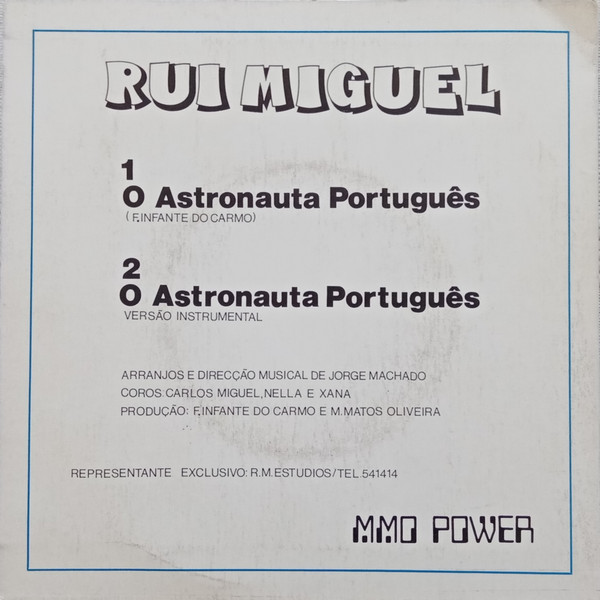 RUI MIGUEL
1
O Astronauta Português
(F.INFANTE DO CARMO)
2
O Astronauta Português
VERSÃO INSTRUMENTAL
ARRANJOS E DIRECÇÃO MUSICAL DE JORGE MACHADO
COROS: CARLOS MIGUEL, NELLA E XANA
PRODUÇÃO: F.INFANTE DO CARMO E M.MATOS OLIVEIRA
REPRESENTANTE EXCLUSIVO: R.M.ESTUDIOS/TEL.541414
MMO POWER